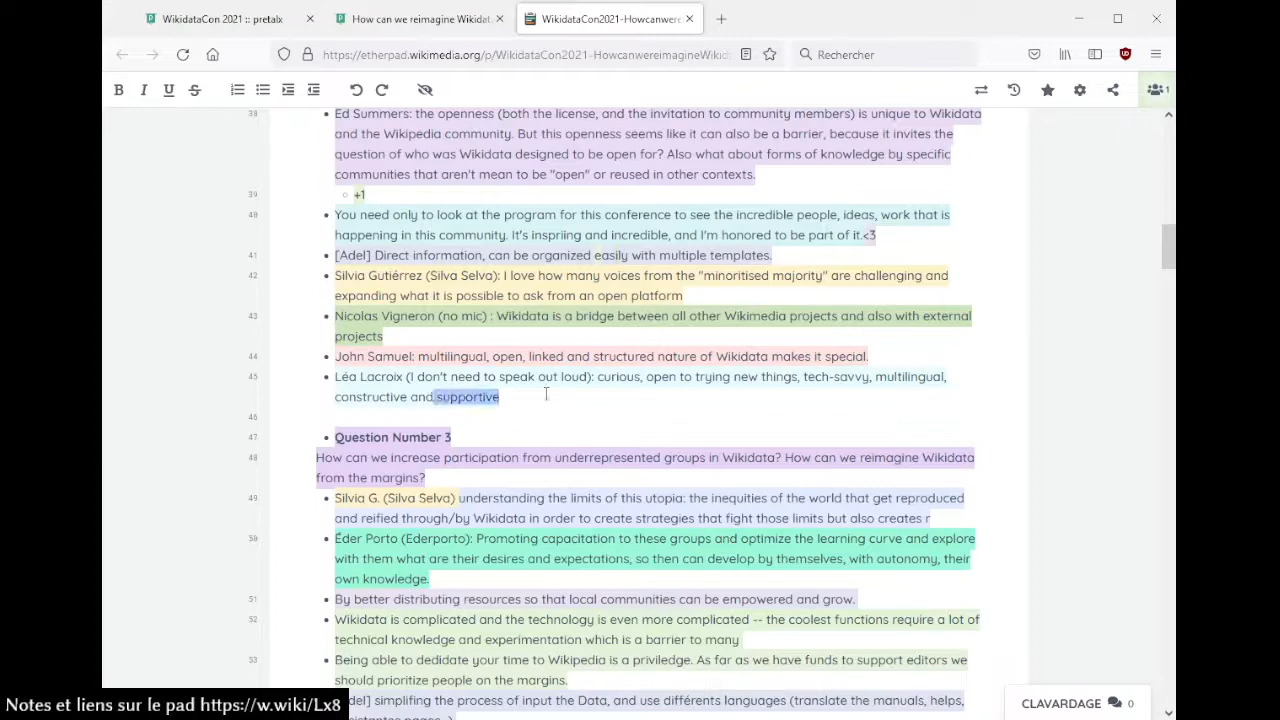 WikidataCon 2021 :: pretalx
How can we reimagine Wikidat
WikidataCon2021-Howcanwere
https://etherpad.wikimedia.org/p/WikidataCon2021-HowcanwereimagineWikid
Rechercher
38 Ed Summers: the openness (both the license, and the invitation to community members) is unique to Wikidata
and the Wikipedia community. But this openness seems like it can also be a barrier, because it invites the
question of who was Wikidata designed to be open for? Also what about forms of knowledge by specific
communities that aren't mean to be "open" or reused in other contexts.
39 +1
40 You need only to look at the program for this conference to see the incredible people, ideas, work that is
happening in this community. It's inspriing and incredible, and I'm honored to be part of it.<3
41 [Adel] Direct information, can be organized easily with multiple templates.
42 Silvia Gutiérrez (Silva Selva): I love how many voices from the "minoritised majority" are challenging and
expanding what it is possible to ask from an open platform
43 Nicolas Vigneron (no mic) : Wikidata is a bridge between all other Wikimedia projects and also with external
projects
44 John Samuel: multilingual, open, linked and structured nature of Wikidata makes it special.
45 Léa Lacroix (I don't need to speak out loud): curious, open to trying new things, tech-savvy, multilingual,
constructive and supportive
46
47 Question Number 3
48 How can we increase participation from underrepresented groups in Wikidata? How can we reimagine Wikidata
from the margins?
49 Silvia G. (Silva Selva) understanding the limits of this utopia: the inequities of the world that get reproduced
and reified through/by Wikidata in order to create strategies that fight those limits but also creates r
50 Éder Porto (Ederporto): Promoting capacitation to these groups and optimize the learning curve and explore
with them what are their desires and expectations, so then can develop by themselves, with autonomy, their
own knowledge.
51 By better distributing resources so that local communities can be empowered and grow.
52 Wikidata is complicated and the technology is even more complicated -- the coolest functions require a lot of
technical knowledge and experimentation which is a barrier to many
53 Being able to dedidate your time to Wikipedia is a priviledge. As far as we have funds to support editors we
should prioritize people on the margins.
[Adel] simplifing the process of input the Data, and use différents languages (translate the manuals, helps,
CLAVARDAGE 0
Notes et liens sur le pad https://w.wiki/Lx8